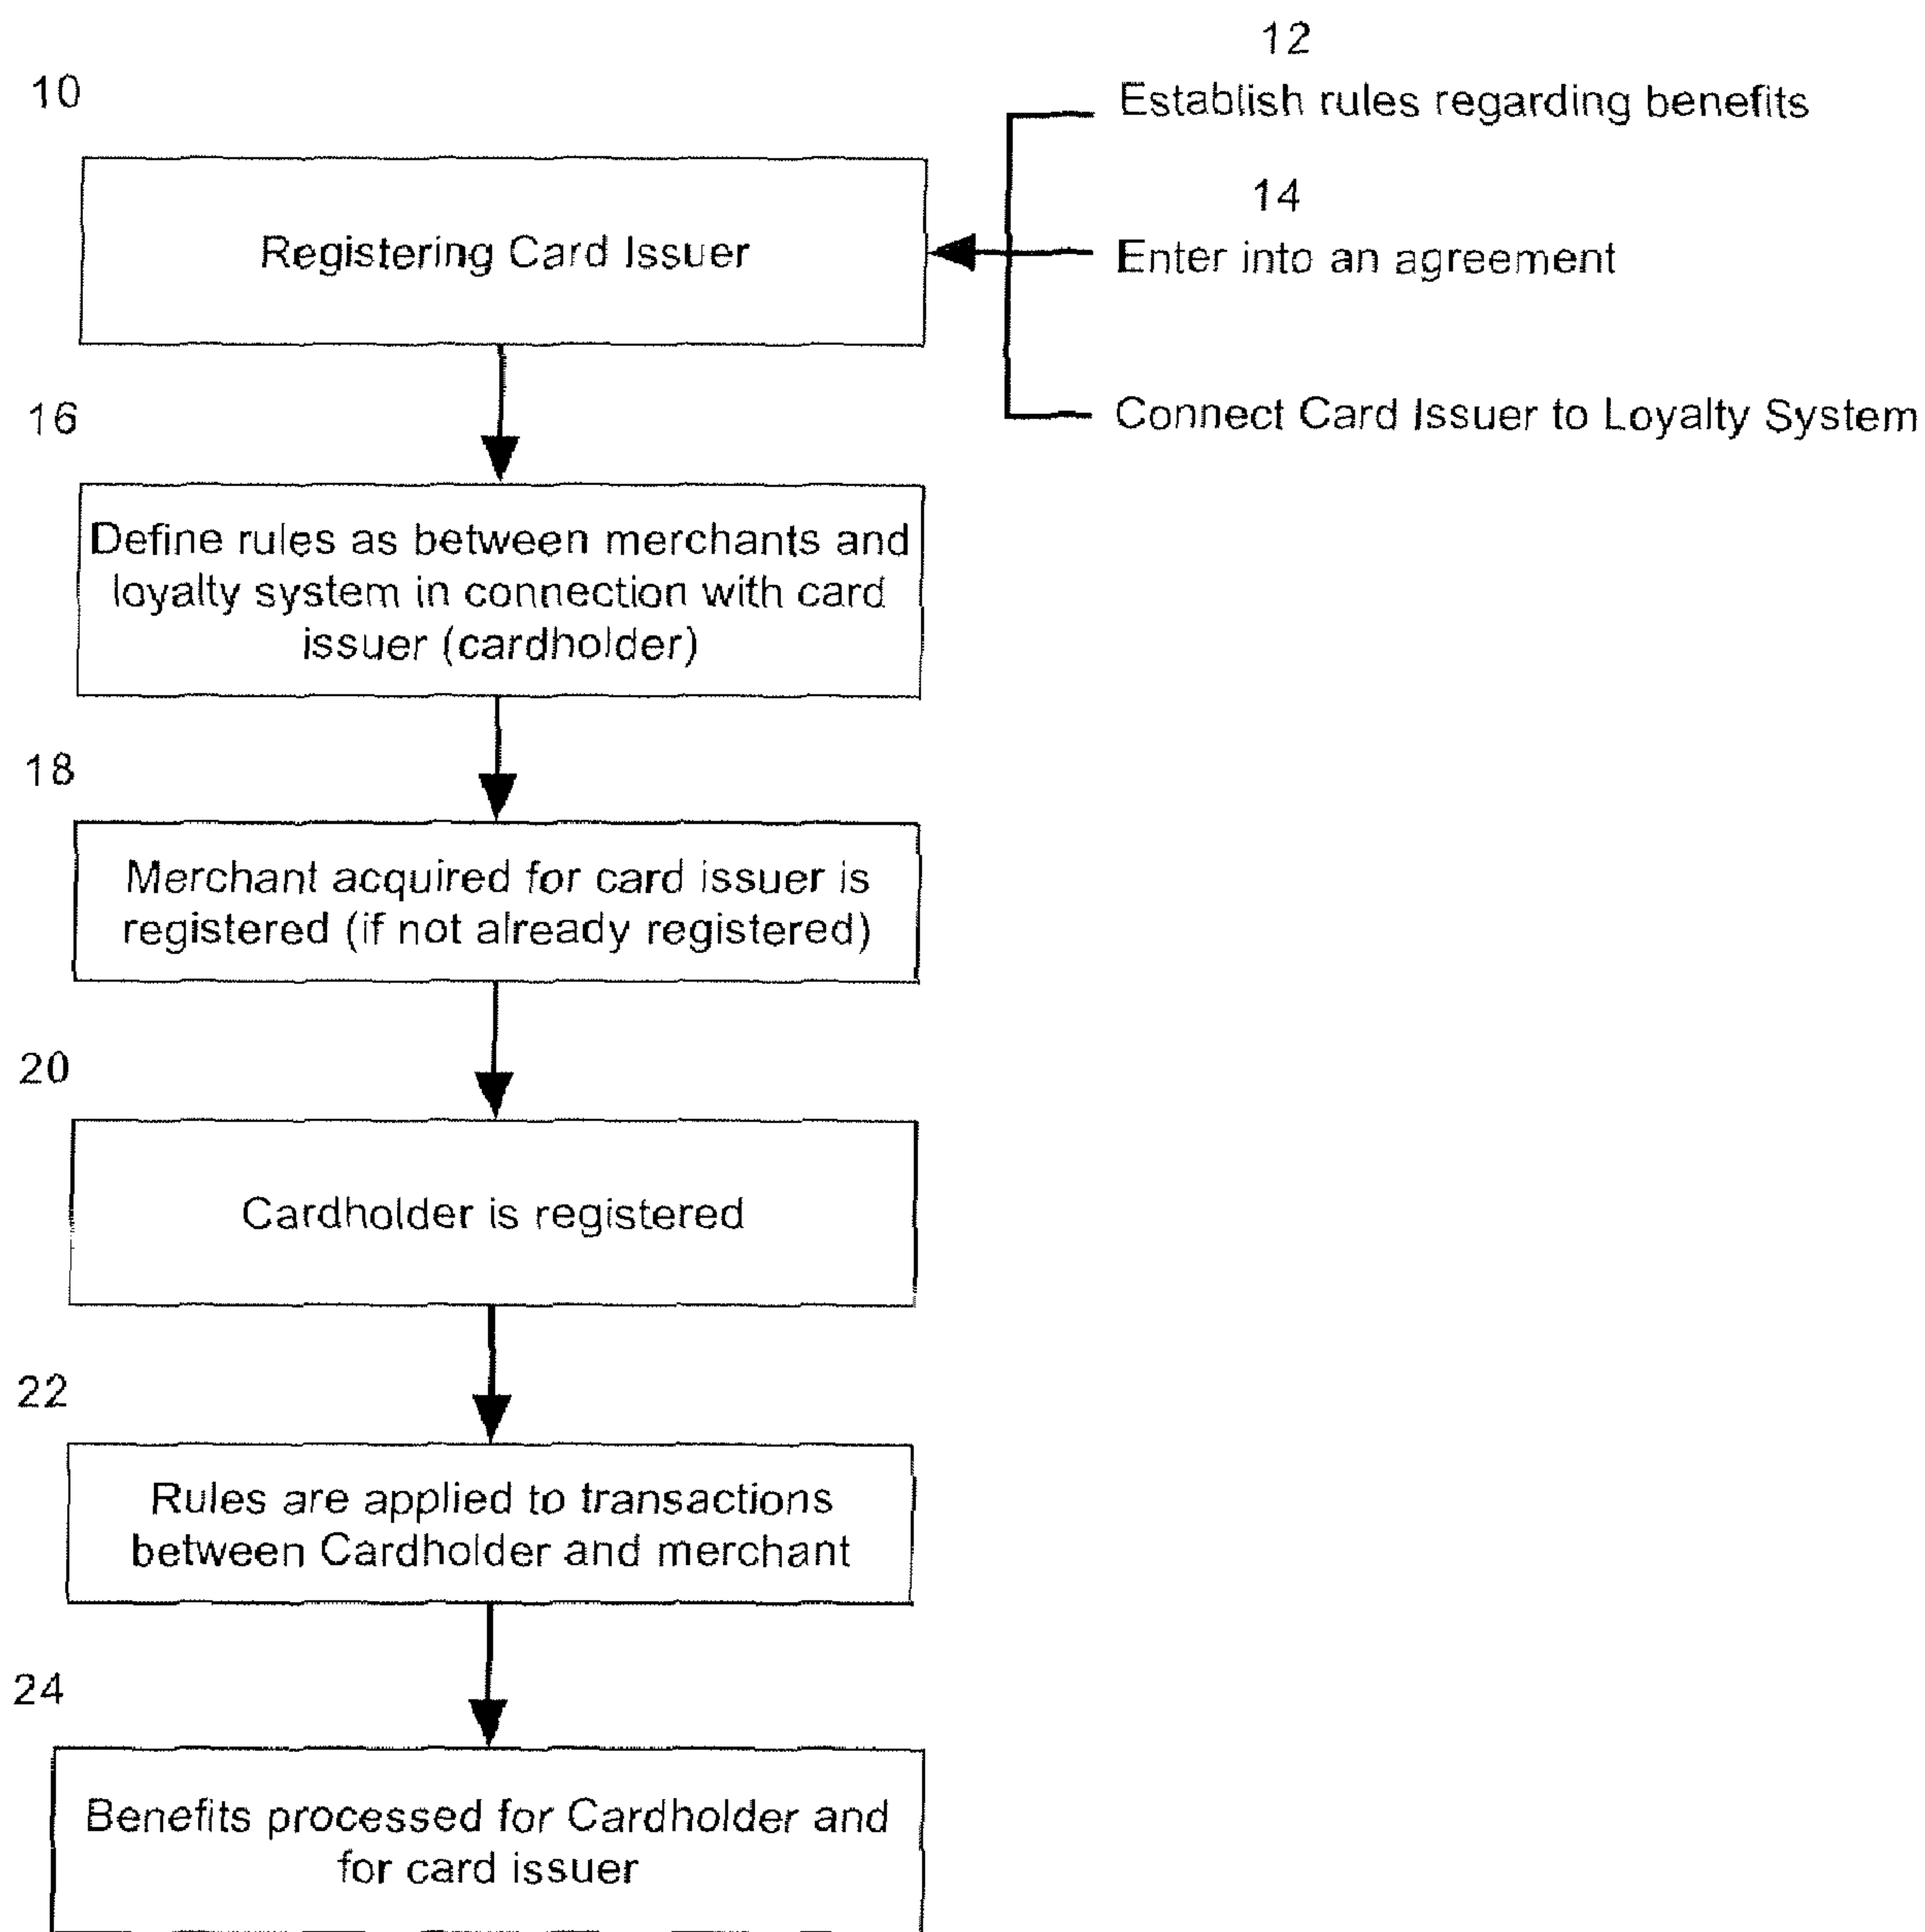 12
10
Establish rules regarding benefits
14
Registering Card Issuer
Enter into an agreement
16
Connect Card Issuer to Loyalty System
Define rules as between merchants and
loyalty system in connection with card
issuer (cardholder)
18
Merchant acquired for card issuer is
registered (if not already registered)
20
Cardholder is registered
22
Rules are applied to transactions
between Cardholder and merchant
24
Benefits processed for Cardholder and
for card issuer